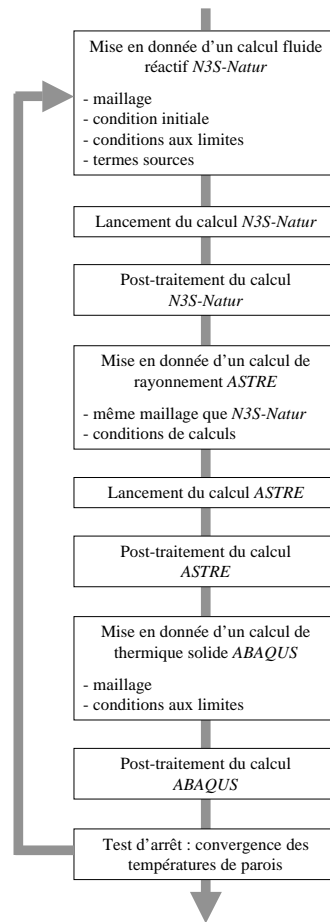 Mise en donnée d'un calcul fluide
réactif N3S-Natur
- maillage
- condition initiale
- conditions aux limites
- termes sources
Lancement du calcul N3S-Natur
Post-traitement du calcul
N3S-Natur
Mise en donnée d'un calcul de
rayonnement ASTRE
- même maillage que N3S-Natur
- conditions de calculs
Lancement du calcul ASTRE
Post-traitement du calcul
ASTRE
Mise en donnée d'un calcul de
thermique solide ABAQUS
- maillage
- conditions aux limites
Post-traitement du calcul
ABAQUS
Test d'arrêt : convergence des
températures de parois